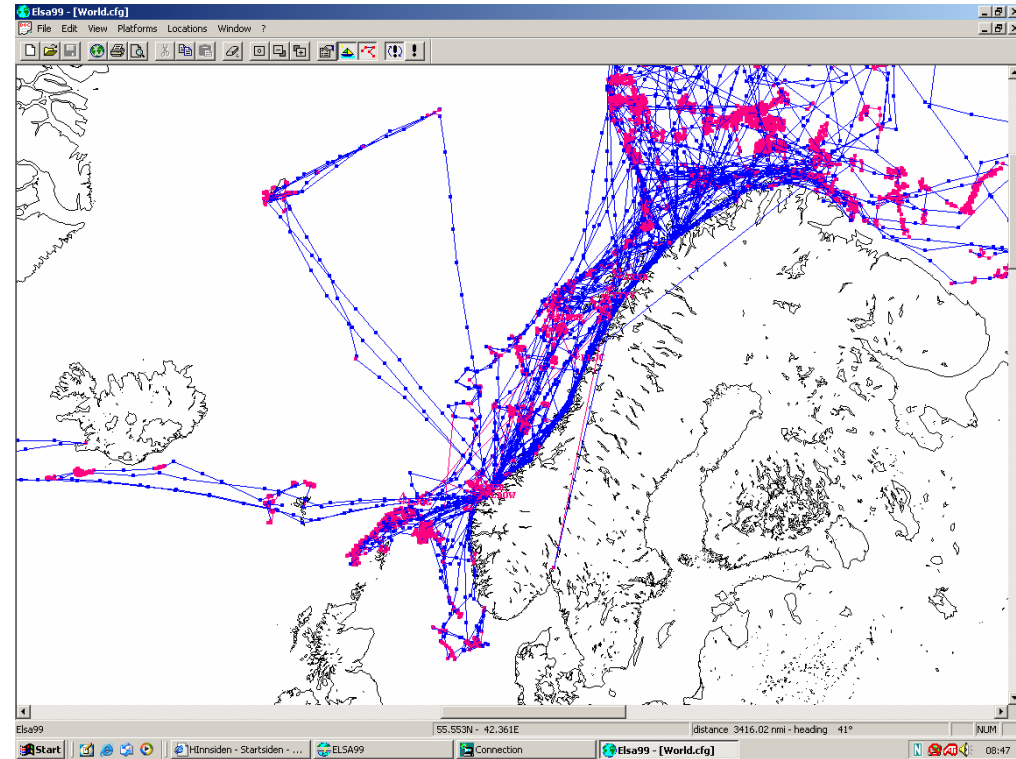 Elsa99 - [World.cfg]
File Edit View Platforms Locations Window ?
Elsa99
55.553N - 42.361E
distance 3416.02 nmi - heading 41°
NUM
Start
HInnsiden - Startsiden - ...
ELSA99
Connection
Elsa99 - [World.cfg]
N
08:47